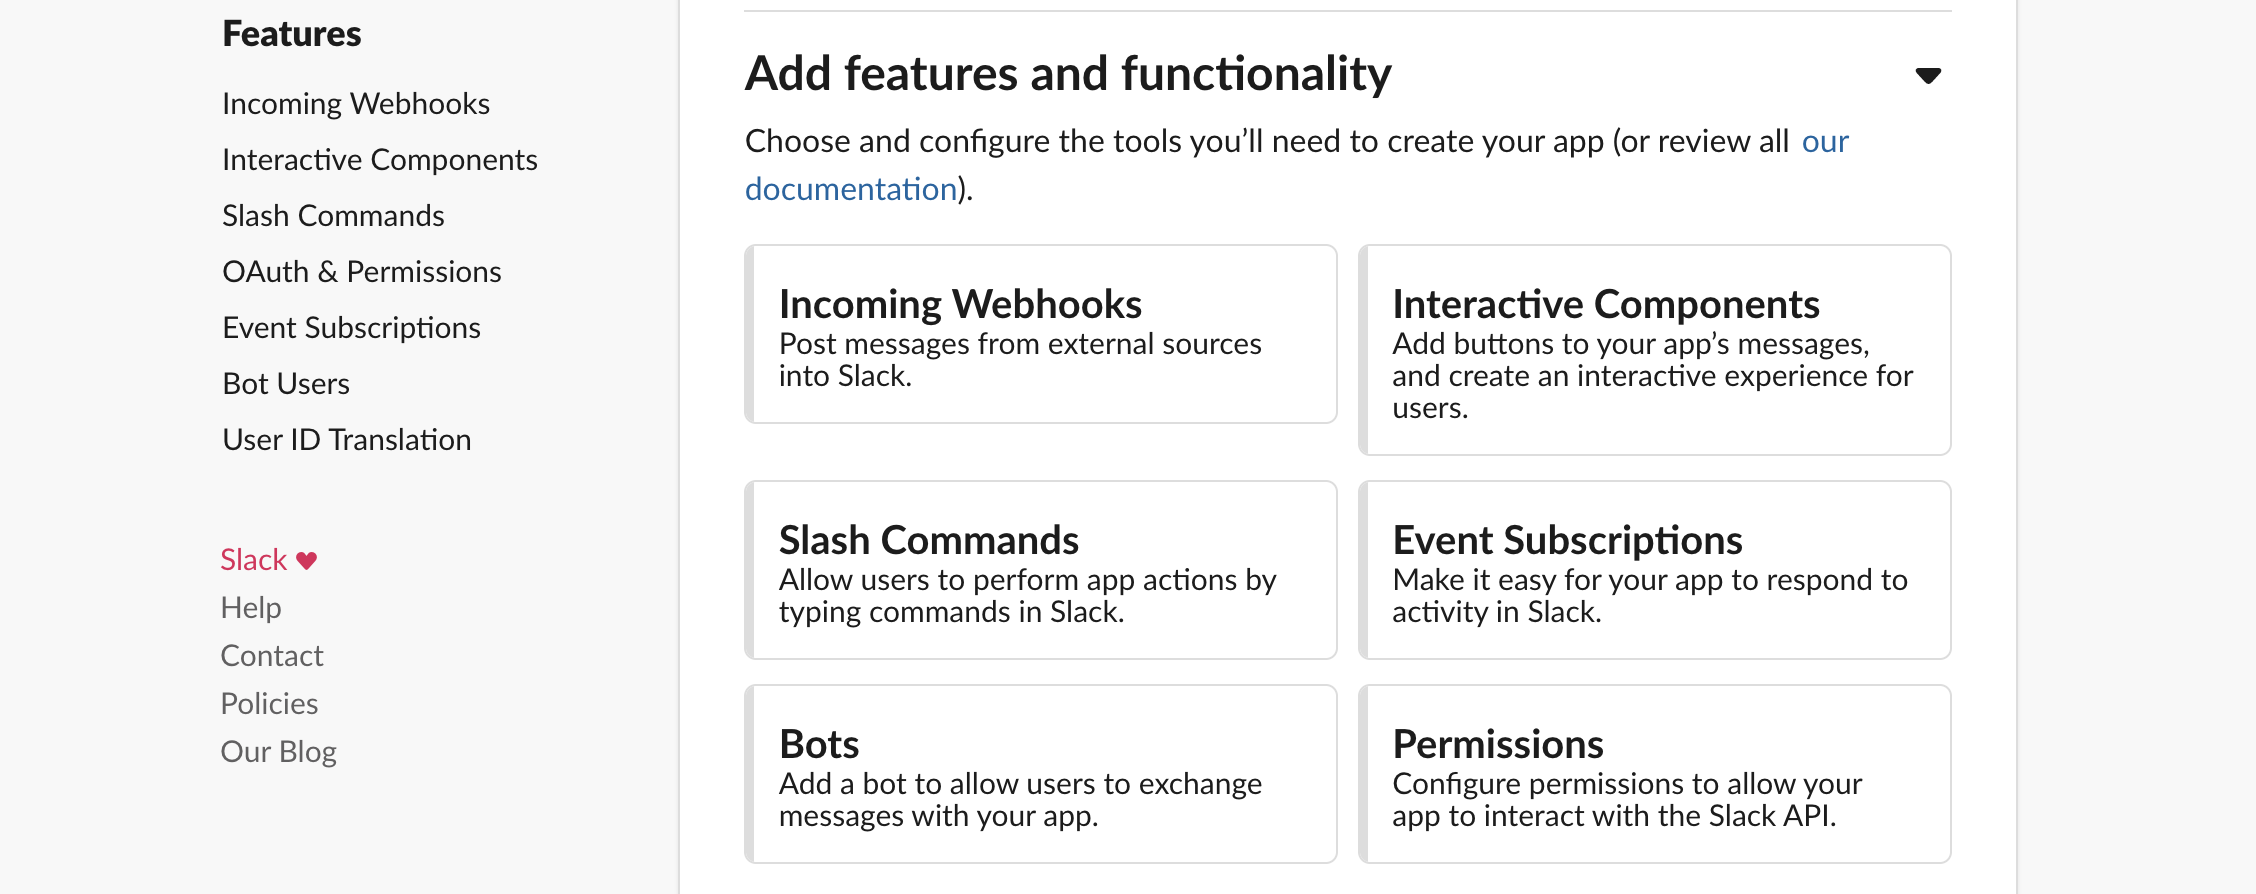 Features
Incoming Webhooks
Interactive Components
Slash Commands
OAuth & Permissions
Event Subscriptions
Bot Users
User ID Translation
Slack ♥
Help
Contact
Policies
Our Blog
Add features and functionality
Choose and configure the tools you’ll need to create your app (or review all our
documentation).
Incoming Webhooks
Post messages from external sources
into Slack.
Interactive Components
Add buttons to your app’s messages,
and create an interactive experience for
users.
Slash Commands
Allow users to perform app actions by
typing commands in Slack.
Event Subscriptions
Make it easy for your app to respond to
activity in Slack.
Bots
Add a bot to allow users to exchange
messages with your app.
Permissions
Configure permissions to allow your
app to interact with the Slack API.